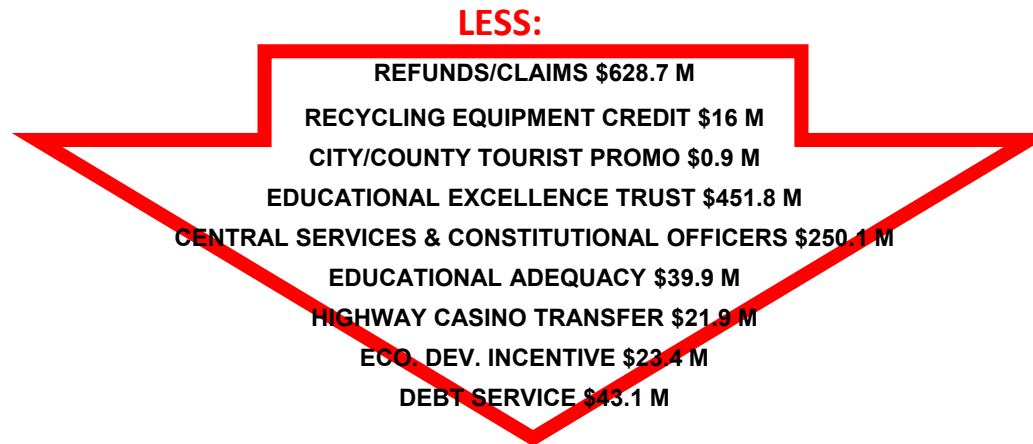 LESS:
REFUNDS/CLAIMS $628.7 M
RECYCLING EQUIPMENT CREDIT $16 M
CITY/COUNTY TOURIST PROMO $0.9 M
EDUCATIONAL EXCELLENCE TRUST $451.8 M
CENTRAL SERVICES & CONSTITUTIONAL OFFICERS $250.1 M
EDUCATIONAL ADEQUACY $39.9 M
HIGHWAY CASINO TRANSFER $21.9 M
ECO. DEV. INCENTIVE $23.4 M
DEBT SERVICE $43.1 M